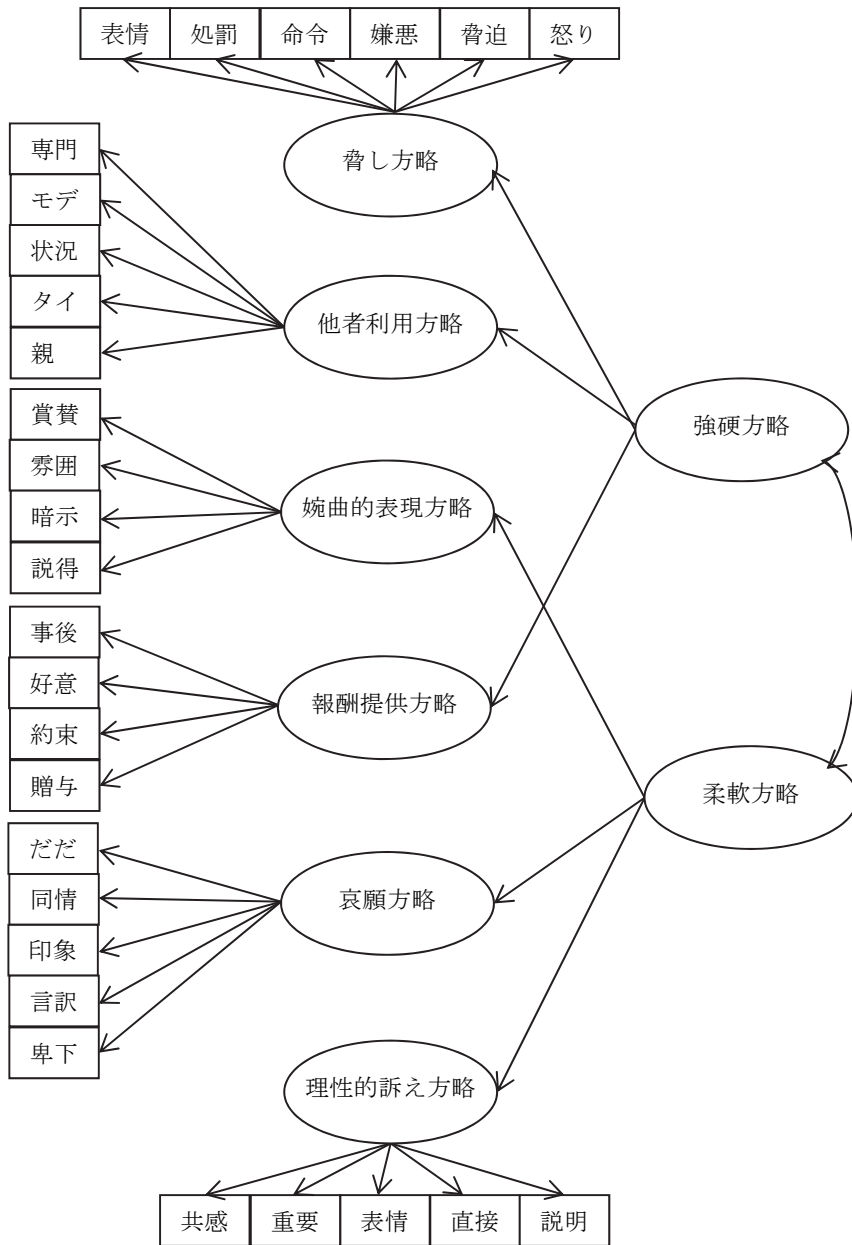 表情 処罰 命令 嫌悪 脅迫 怒り
脅し方略
専門
モデ
状況
タイ
親
他者利用方略
強硬方略
賞賛
雰囲
暗示
説得
婉曲的表現方略
事後
好意
約束
贈与
報酬提供方略
柔軟方略
だだ
同情
印象
言訳
卑下
哀願方略
理性的訴え方略
共感 重要 表情 直接 説明